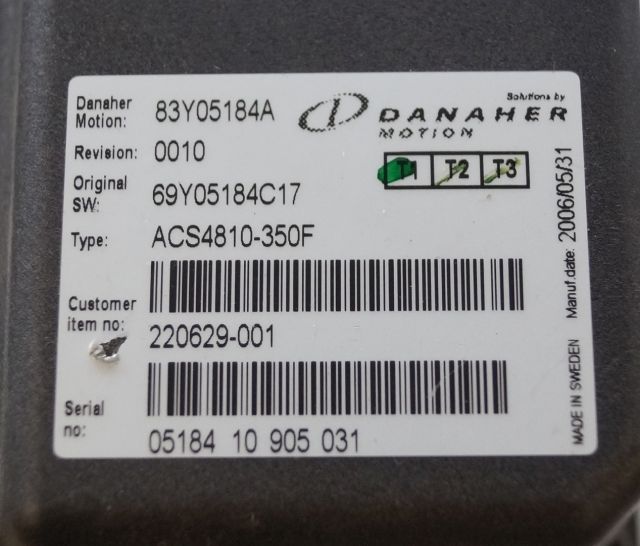 Danaher Motion: 83Y05184A
Solutions by
DANAHER
MOTION
Revision: 0010
T1 T2 T3
Original SW: 69Y05184C17
Type: ACS4810-350F
Customer item no: 220629-001
Serial no: 05184 10 905 031
MADE IN SWEDEN Manuf.date: 2006/05/31